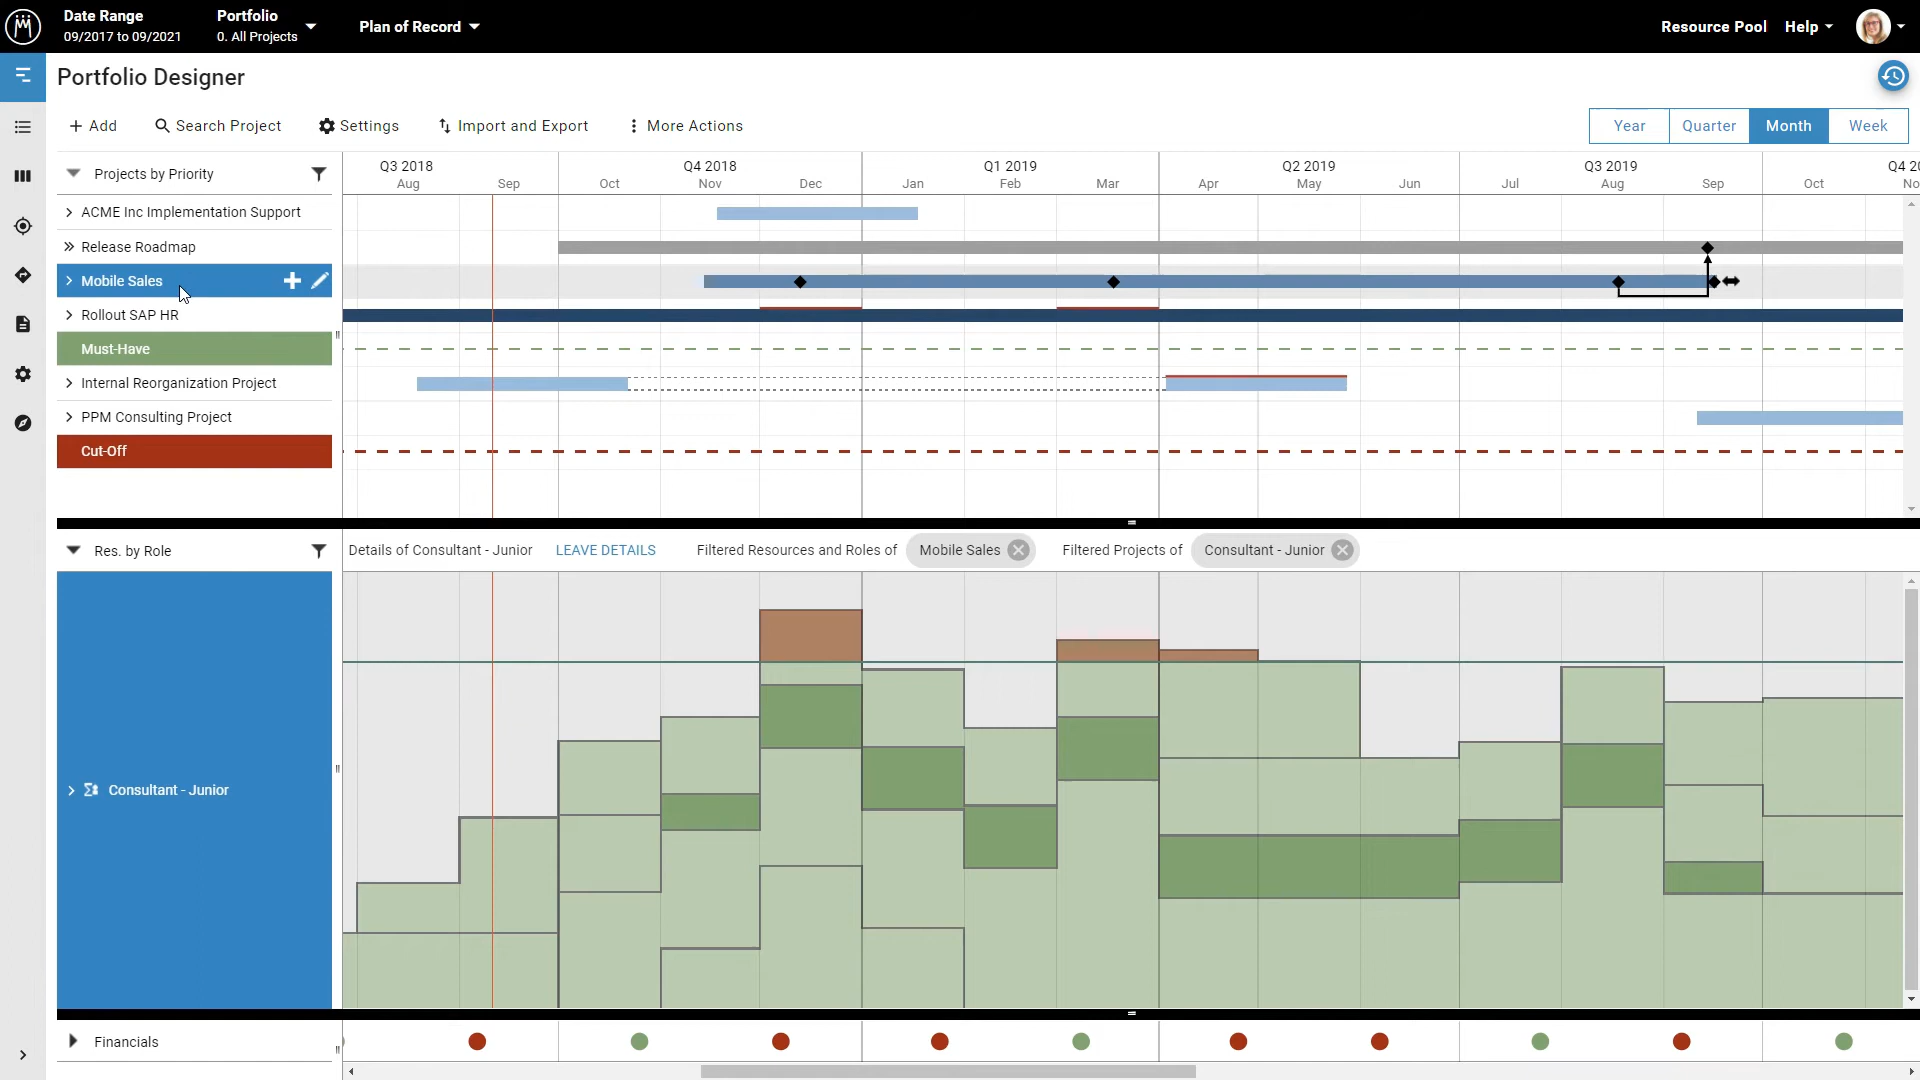 Date Range
09/2017 to 09/2021
Portfolio
0. All Projects
Plan of Record
Resource Pool
Help
Portfolio Designer
Add
Search Project
Settings
Import and Export
More Actions
Year
Quarter
Month
Week
Projects by Priority
Q3 2018
Q4 2018
Q1 2019
Q2 2019
Q3 2019
Q4 20
Aug
Sep
Oct
Nov
Dec
Jan
Feb
Mar
Apr
May
Jun
Jul
Aug
Sep
Oct
No
ACME Inc Implementation Support
Release Roadmap
Mobile Sales
Rollout SAP HR
Must-Have
Internal Reorganization Project
PPM Consulting Project
Cut-Off
Res. by Role
Details of Consultant - Junior
LEAVE DETAILS
Filtered Resources and Roles of
Mobile Sales
Filtered Projects of
Consultant - Junior
Consultant - Junior
Financials